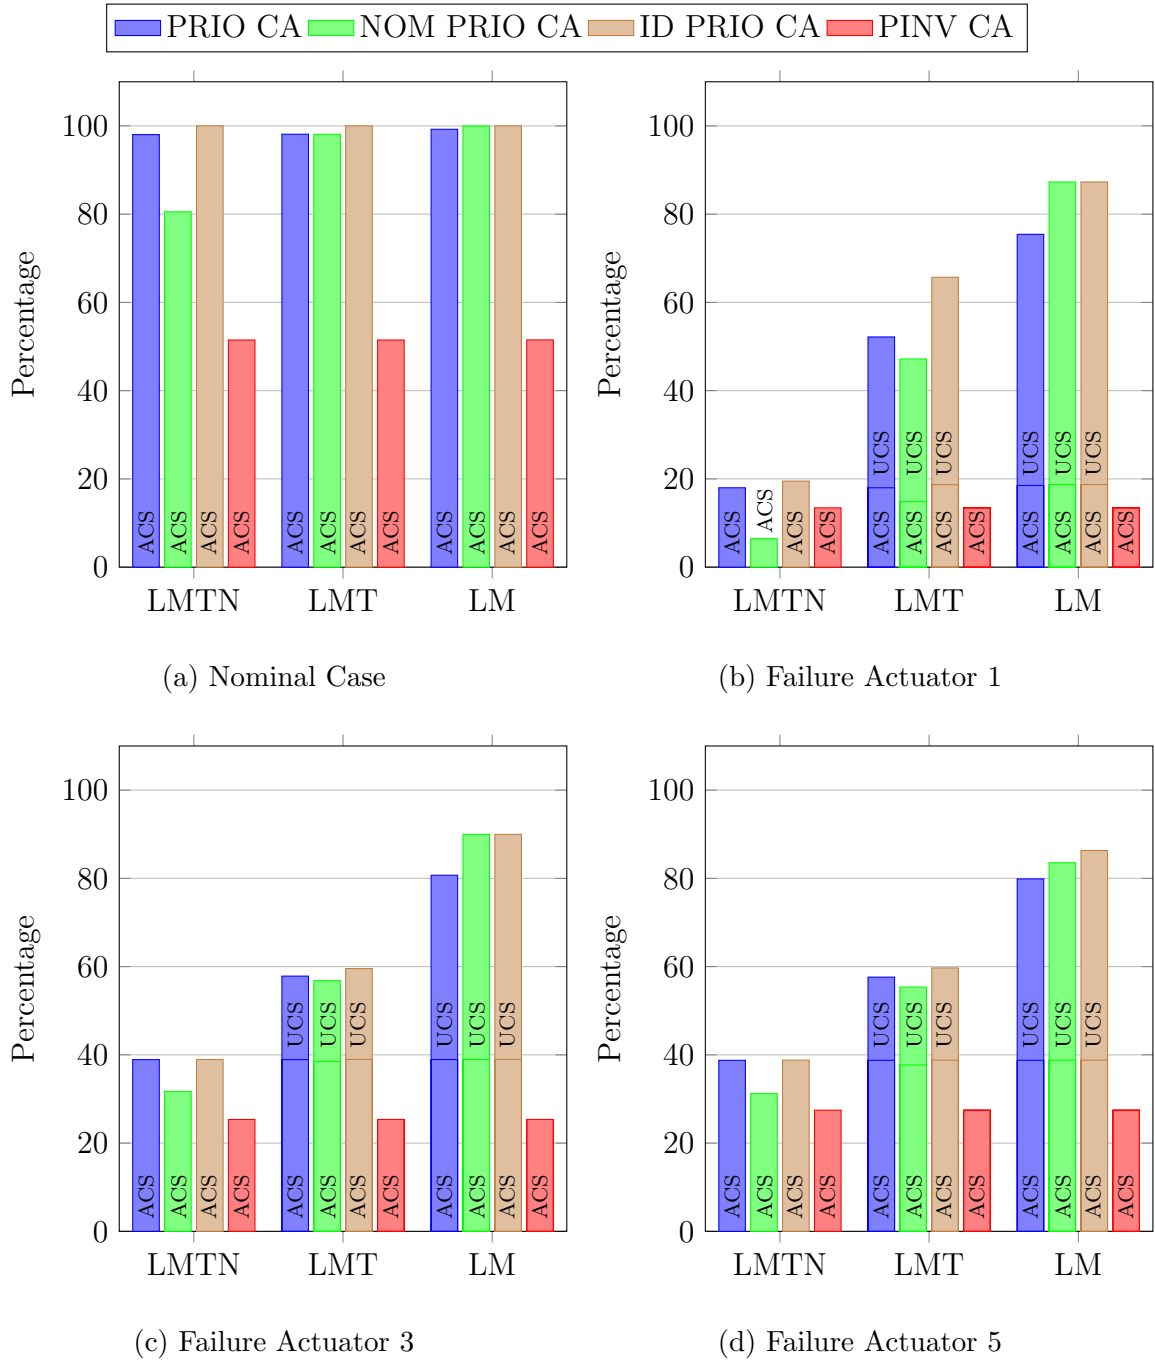 PRIO CA NOM PRIO CA ID PRIO CA PINV CA
Percentage
100
80
60
40
20
0
ACS ACS ACS ACS ACS ACS ACS ACS ACS ACS ACS ACS
LMTN LMT LM
(a) Nominal Case
Percentage
100
80
60
40
20
0
UCS UCS UCS UCS UCS UCS
ACS ACS ACS ACS ACS ACS ACS ACS ACS ACS ACS ACS
LMTN LMT LM
(b) Failure Actuator 1
Percentage
100
80
60
40
20
0
UCS UCS UCS UCS UCS UCS
ACS ACS ACS ACS ACS ACS ACS ACS ACS ACS ACS ACS
LMTN LMT LM
(c) Failure Actuator 3
Percentage
100
80
60
40
20
0
UCS UCS UCS UCS UCS UCS
ACS ACS ACS ACS ACS ACS ACS ACS ACS ACS ACS ACS
LMTN LMT LM
(d) Failure Actuator 5